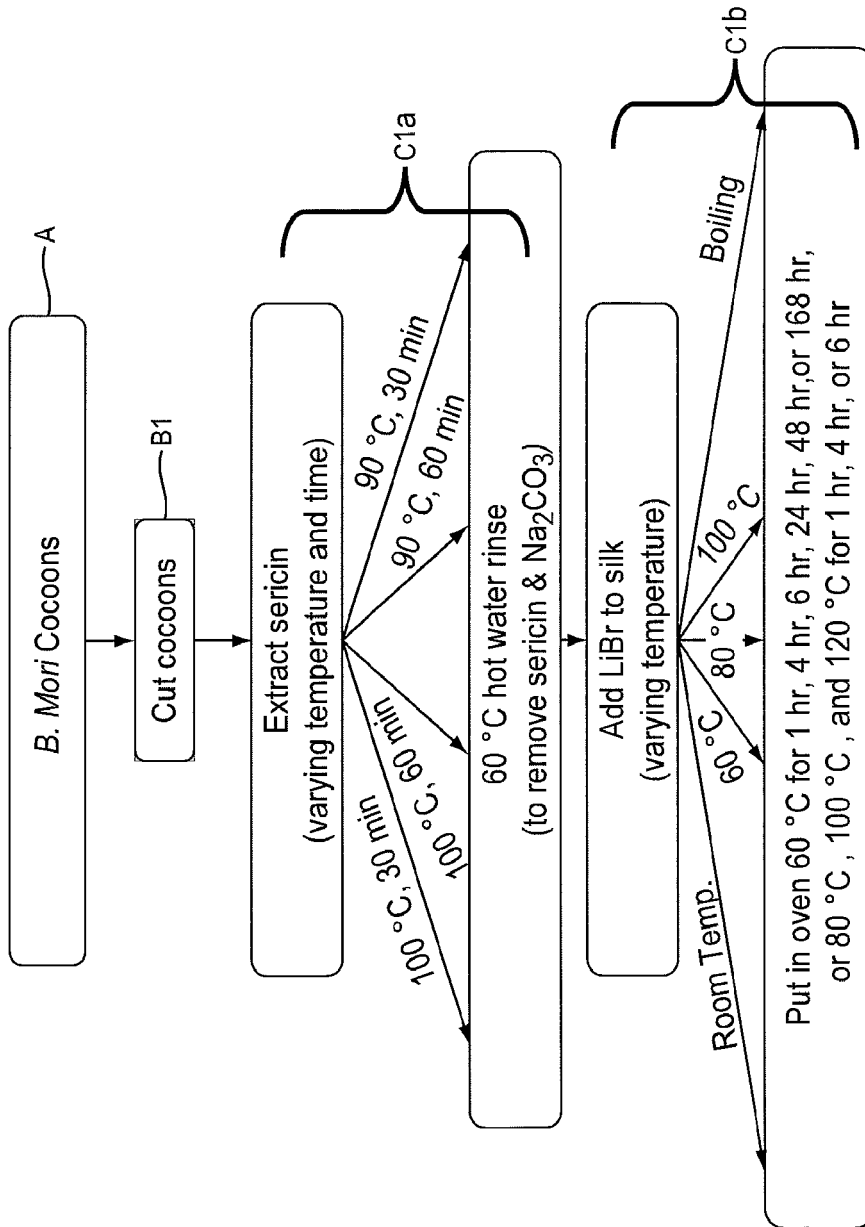 B. Mori Cocoons
A
Cut cocoons
B1
Extract sericin
(varying temperature and time)
100 °C, 30 min
100 °C, 60 min
90 °C, 60 min
90 °C, 30 min
C1a
60 °C hot water rinse
(to remove sericin & Na₂CO₃)
Add LiBr to silk
(varying temperature)
Room Temp.
60 °C
80 °C
100 °C
Boiling
C1b
Put in oven 60 °C for 1 hr, 4 hr, 6 hr, 24 hr, 48 hr,or 168 hr,
or 80 °C , 100 °C , and 120 °C for 1 hr, 4 hr, or 6 hr